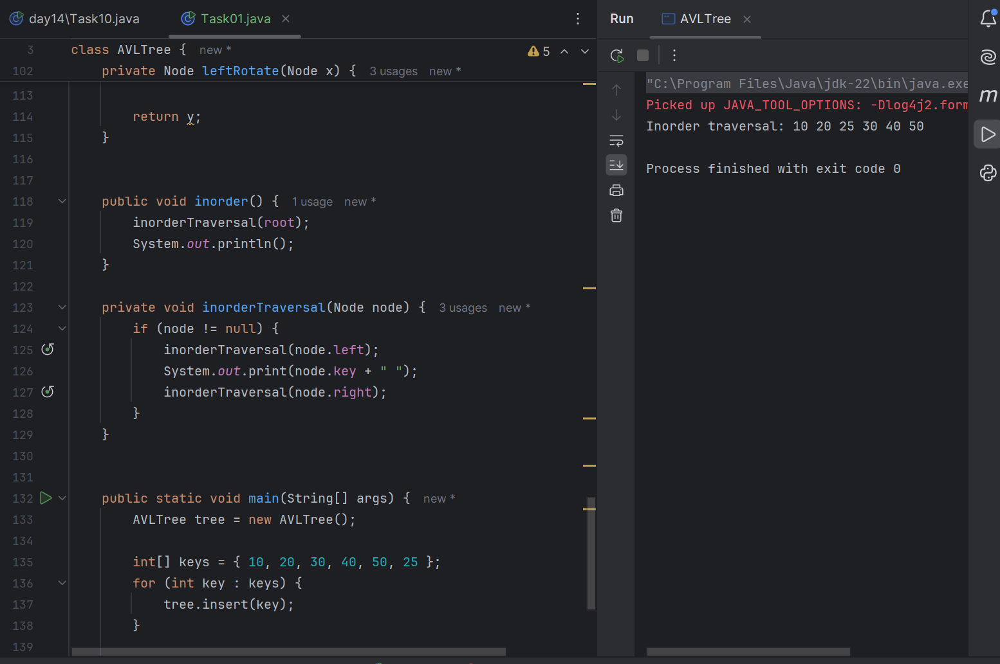 day14\Task10.java
Task01.java
3 class AVLTree { new *
5
102 private Node leftRotate(Node x) { 3 usages new *
113
114 return y;
115 }
116
117
118 public void inorder() { 1 usage new *
119 inorderTraversal(root);
120 System.out.println();
121 }
122
123 private void inorderTraversal(Node node) { 3 usages new *
124 if (node != null) {
125 inorderTraversal(node.left);
126 System.out.print(node.key + " ");
127 inorderTraversal(node.right);
128 }
129 }
130
131
132 public static void main(String[] args) { new *
133 AVLTree tree = new AVLTree();
134
135 int[] keys = { 10, 20, 30, 40, 50, 25 };
136 for (int key : keys) {
137 tree.insert(key);
138 }
139
Run
AVLTree
"C:\Program Files\Java\jdk-22\bin\java.exe
Picked up JAVA_TOOL_OPTIONS: -Dlog4j2.form
Inorder traversal: 10 20 25 30 40 50
Process finished with exit code 0
m